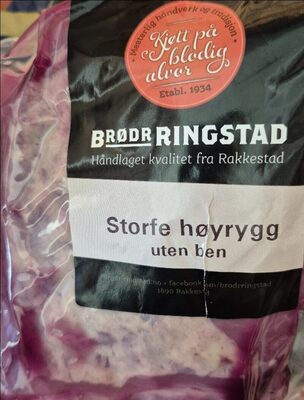 Mesterlig håndverk og tradisjon
Kjøtt på
blodig
alvor
Etabl. 1934
BRØDR RINGSTAD
Håndlaget kvalitet fra Rakkestad
Storfe høyrygg
uten ben
facebook.com/brodrringstad
1890 Rakkestad